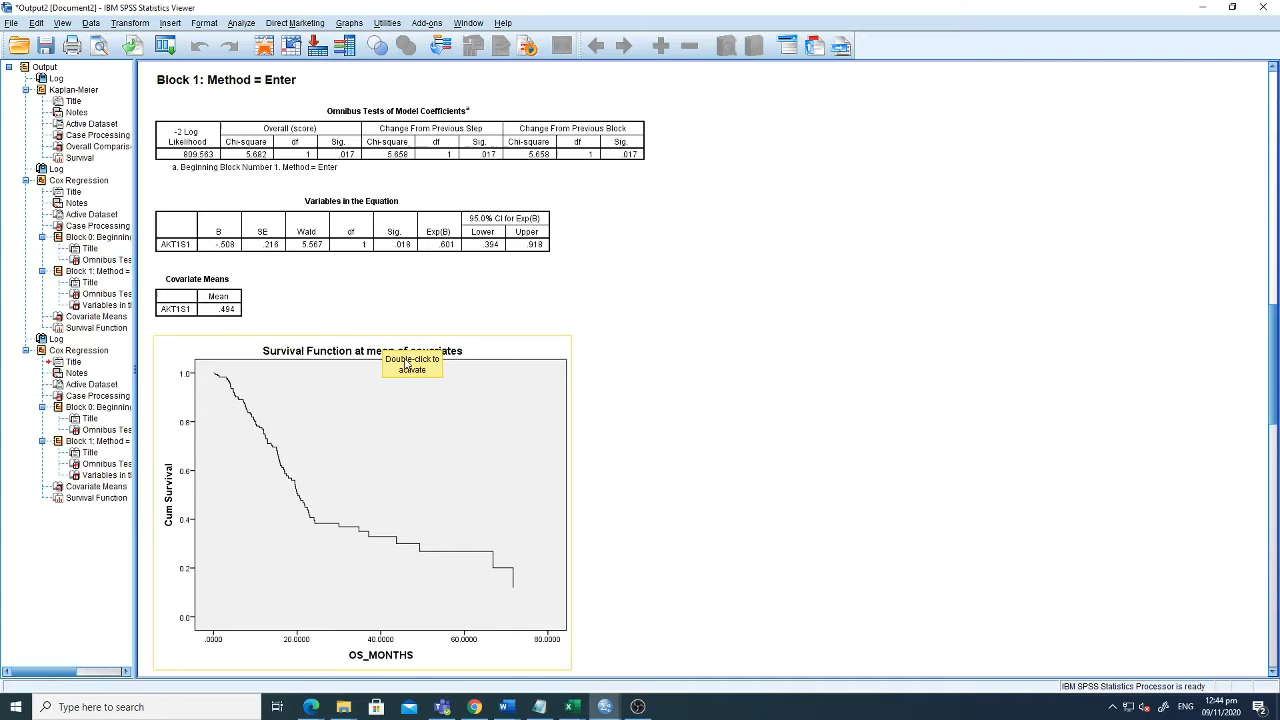 *Output2 [Document2] - IBM SPSS Statistics Viewer
File Edit View Data Transform Insert Format Analyze Direct Marketing Graphs Utilities Add-ons Window Help
Output
Log
Kaplan-Meier
Title
Notes
Active Dataset
Case Processing
Overall Comparis
Survival
Log
Cox Regression
Title
Notes
Active Dataset
Case Processing
Block 0: Beginning
Title
Omnibus Tes
Block 1: Method =
Title
Omnibus Tes
Variables in th
Covariate Means
Survival Function
Log
Cox Regression
Title
Notes
Active Dataset
Case Processing
Block 0: Beginning
Title
Omnibus Tes
Block 1: Method =
Title
Omnibus Tes
Variables in th
Covariate Means
Survival Function
Block 1: Method = Enter
Omnibus Tests of Model Coefficientsa
-2 Log Likelihood Overall (score) Change From Previous Step Change From Previous Block
Chi-square df Sig. Chi-square df Sig. Chi-square df Sig.
809.563 5.682 1 .017 5.658 1 .017 5.658 1 .017
a. Beginning Block Number 1. Method = Enter
Variables in the Equation
95.0% CI for Exp(B)
B SE Wald df Sig. Exp(B) Lower Upper
AKT1S1 -.508 .216 5.567 1 .018 .601 .394 .918
Covariate Means
Mean
AKT1S1 .494
Survival Function at mean of covariates
Double-click to
activate
1.0
0.8
0.6
0.4
0.2
0.0
Cum Survival
.0000 20.0000 40.0000 60.0000 80.0000
OS_MONTHS
IBM SPSS Statistics Processor is ready
Type here to search
ENG
12:44 pm
09/11/2020